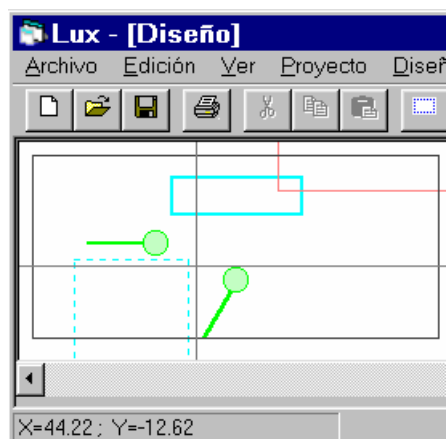 Lux - [Diseño]
Archivo Edición Ver Proyecto
X=44.22 ; Y=-12.62